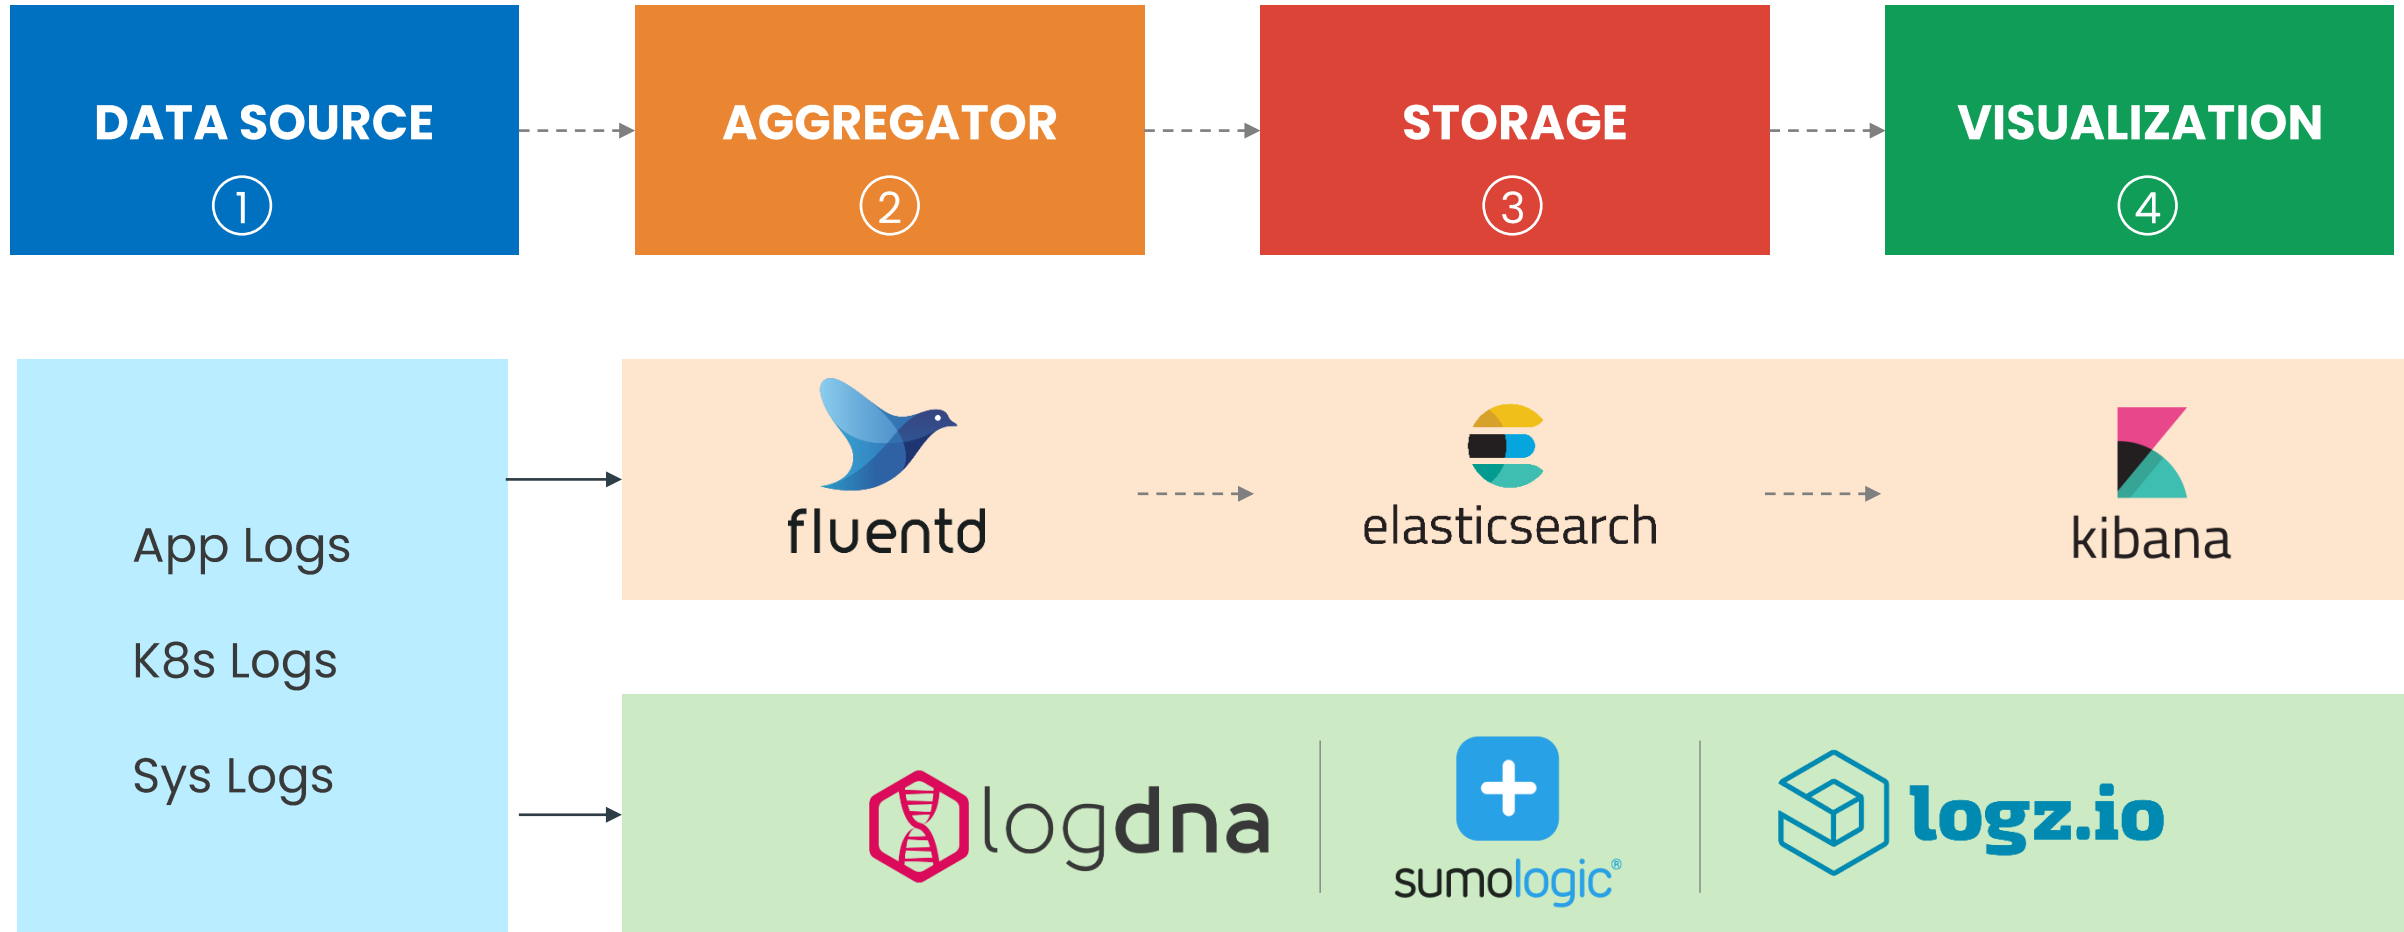 DATA SOURCE
1
AGGREGATOR
2
STORAGE
3
VISUALIZATION
4
App Logs
K8s Logs
Sys Logs
fluentd
elasticsearch
kibana
logdna
sumologic®
logz.io